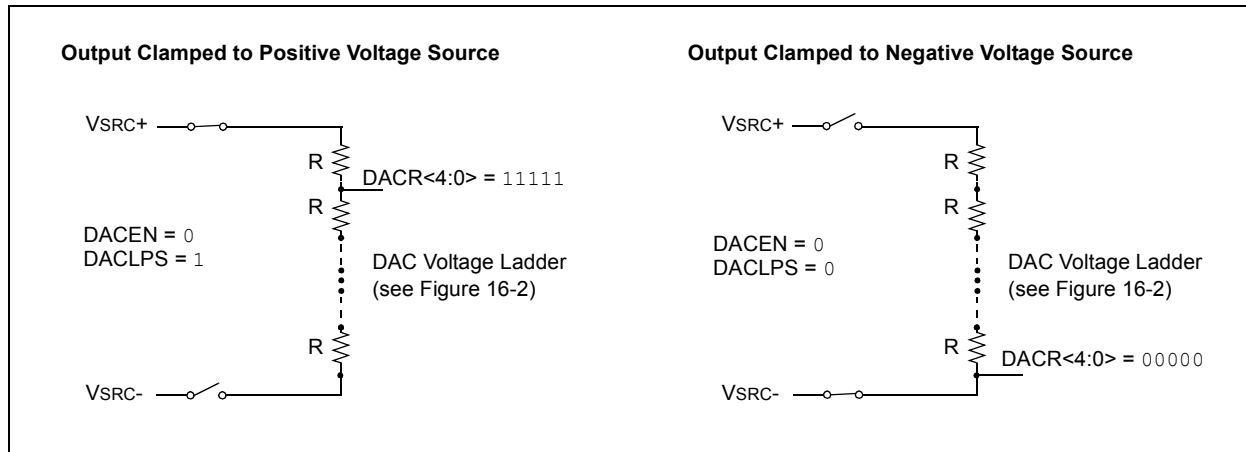 Output Clamped to Positive Voltage Source
VSRC+
R
DACR<4:0> = 11111
R
DACEN = 0
DACLPS = 1
DAC Voltage Ladder
(see Figure 16-2)
R
VSRC-
Output Clamped to Negative Voltage Source
VSRC+
R
R
DACEN = 0
DACLPS = 0
DAC Voltage Ladder
(see Figure 16-2)
R
DACR<4:0> = 00000
VSRC-